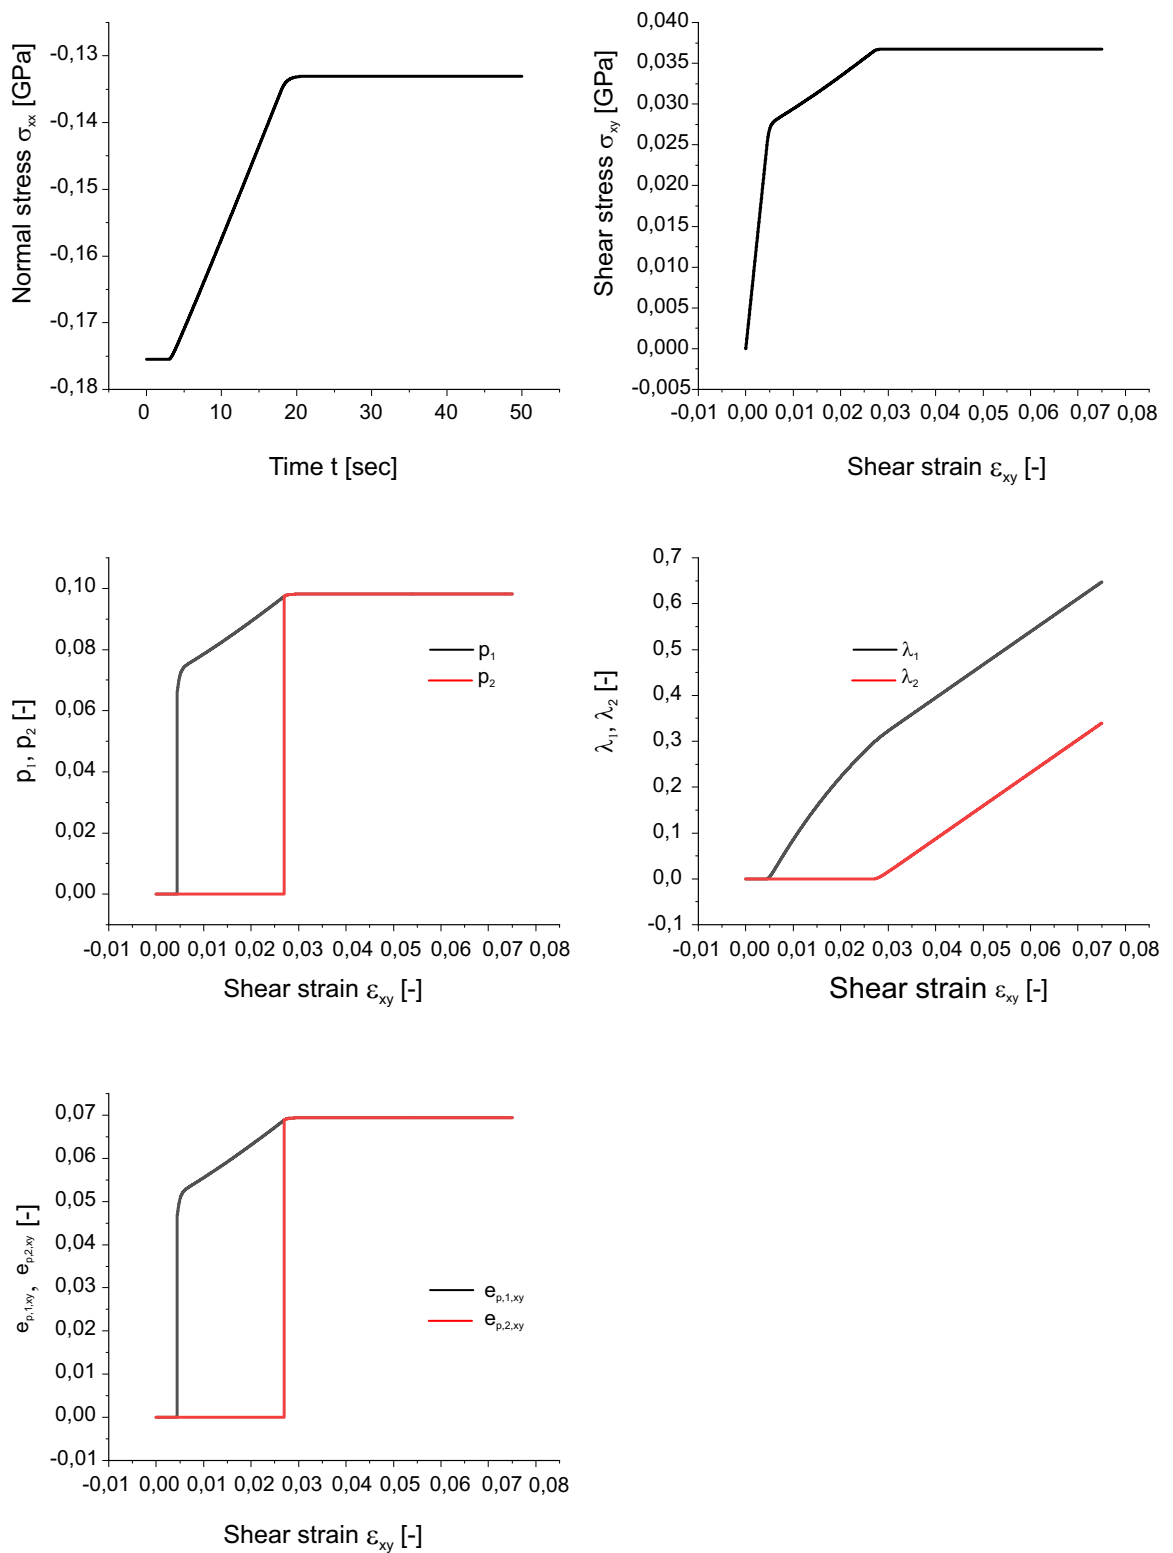 Normal stress σxx [GPa]
-0,13
-0,14
-0,15
-0,16
-0,17
-0,18
0 10 20 30 40 50
Time t [sec]
Shear stress σxy [GPa]
0,040
0,035
0,030
0,025
0,020
0,015
0,010
0,005
0,000
-0,005
-0,01 0,00 0,01 0,02 0,03 0,04 0,05 0,06 0,07 0,08
Shear strain εxy [-]
p1, p2 [-]
0,10
0,08
0,06
0,04
0,02
0,00
p1
p2
-0,01 0,00 0,01 0,02 0,03 0,04 0,05 0,06 0,07 0,08
Shear strain εxy [-]
λ1, λ2 [-]
0,7
0,6
0,5
0,4
0,3
0,2
0,1
0,0
-0,1
λ1
λ2
-0,01 0,00 0,01 0,02 0,03 0,04 0,05 0,06 0,07 0,08
Shear strain εxy [-]
ep,1,xy, ep,2,xy [-]
0,07
0,06
0,05
0,04
0,03
0,02
0,01
0,00
-0,01
ep,1,xy
ep,2,xy
-0,01 0,00 0,01 0,02 0,03 0,04 0,05 0,06 0,07 0,08
Shear strain εxy [-]